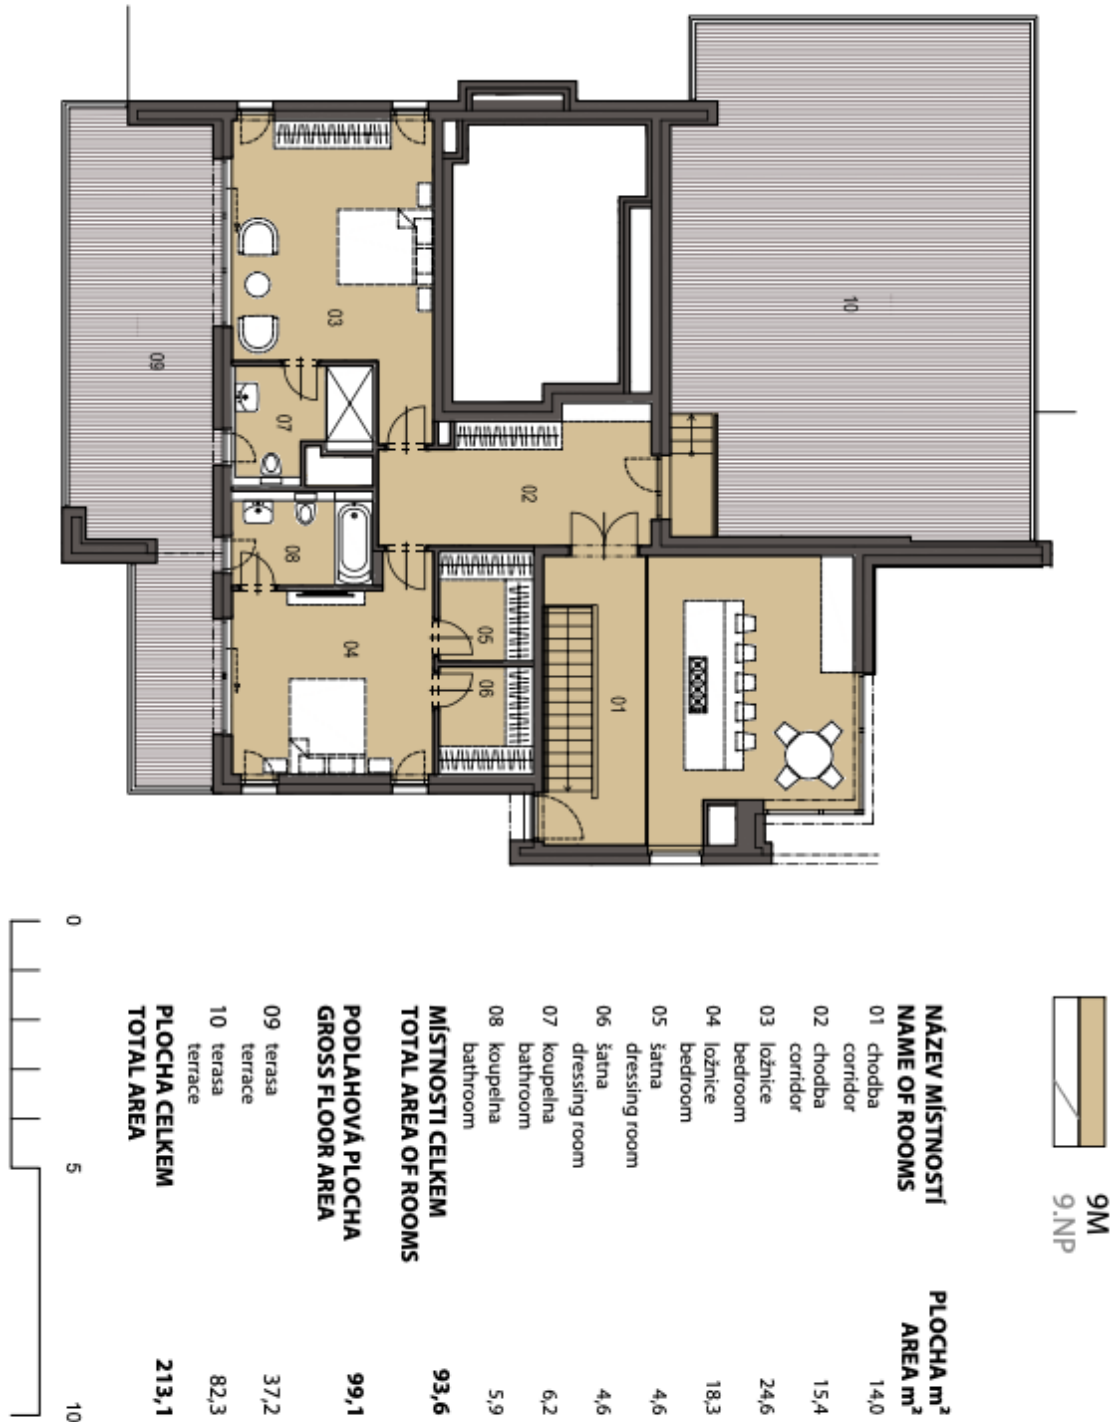 9M
9.NP
NÁZEV MÍSTNOSTÍ PLOCHA m²
NAME OF ROOMS AREA m²
01 chodba 14,0
corridor
02 chodba 15,4
corridor
03 ložnice 24,6
bedroom
04 ložnice 18,3
bedroom
05 šatna 4,6
dressing room
06 šatna 4,6
dressing room
07 koupelna 6,2
bathroom
08 koupelna 5,9
bathroom
MÍSTNOSTI CELKEM 93,6
TOTAL AREA OF ROOMS
PODLAHOVÁ PLOCHA 99,1
GROSS FLOOR AREA
09 terasa 37,2
terrace
10 terasa 82,3
terrace
PLOCHA CELKEM 213,1
TOTAL AREA
0 5 10
10
01
02
06
05
04
03
08
07
09